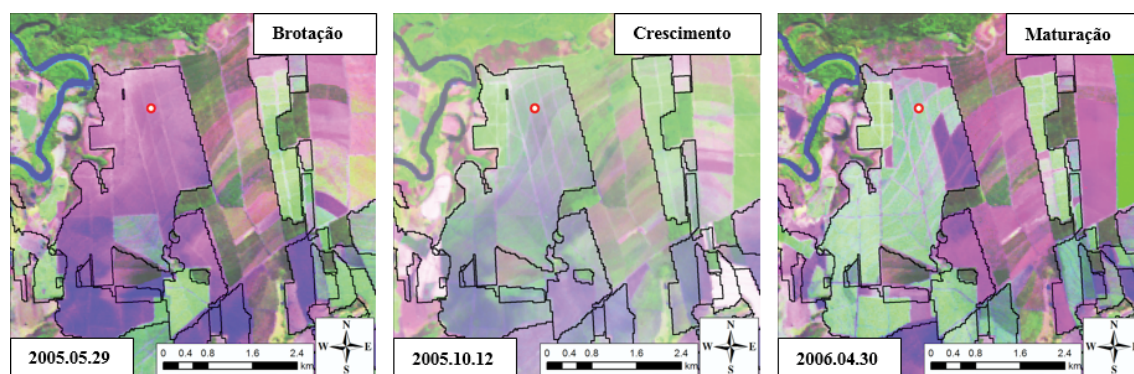 Brotação
Crescimento
Maturação
2005.05.29
0 0.4 0.8 1.6 2.4
km
N
W E
S
2005.10.12
0 0.4 0.8 1.6 2.4
km
N
W E
S
2006.04.30
0 0.4 0.8 1.6 2.4
km
N
W E
S